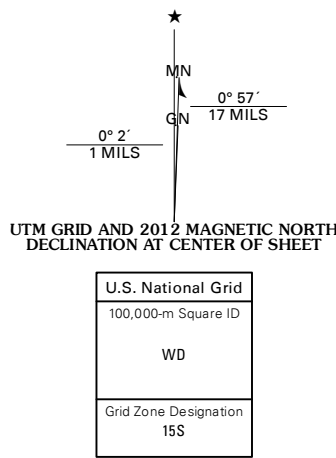 ★
MN
0° 57´
17 MILS
GN
0° 2´
1 MILS
UTM GRID AND 2012 MAGNETIC NORTH
DECLINATION AT CENTER OF SHEET
U.S. National Grid
100,000-m Square ID
WD
Grid Zone Designation
15S